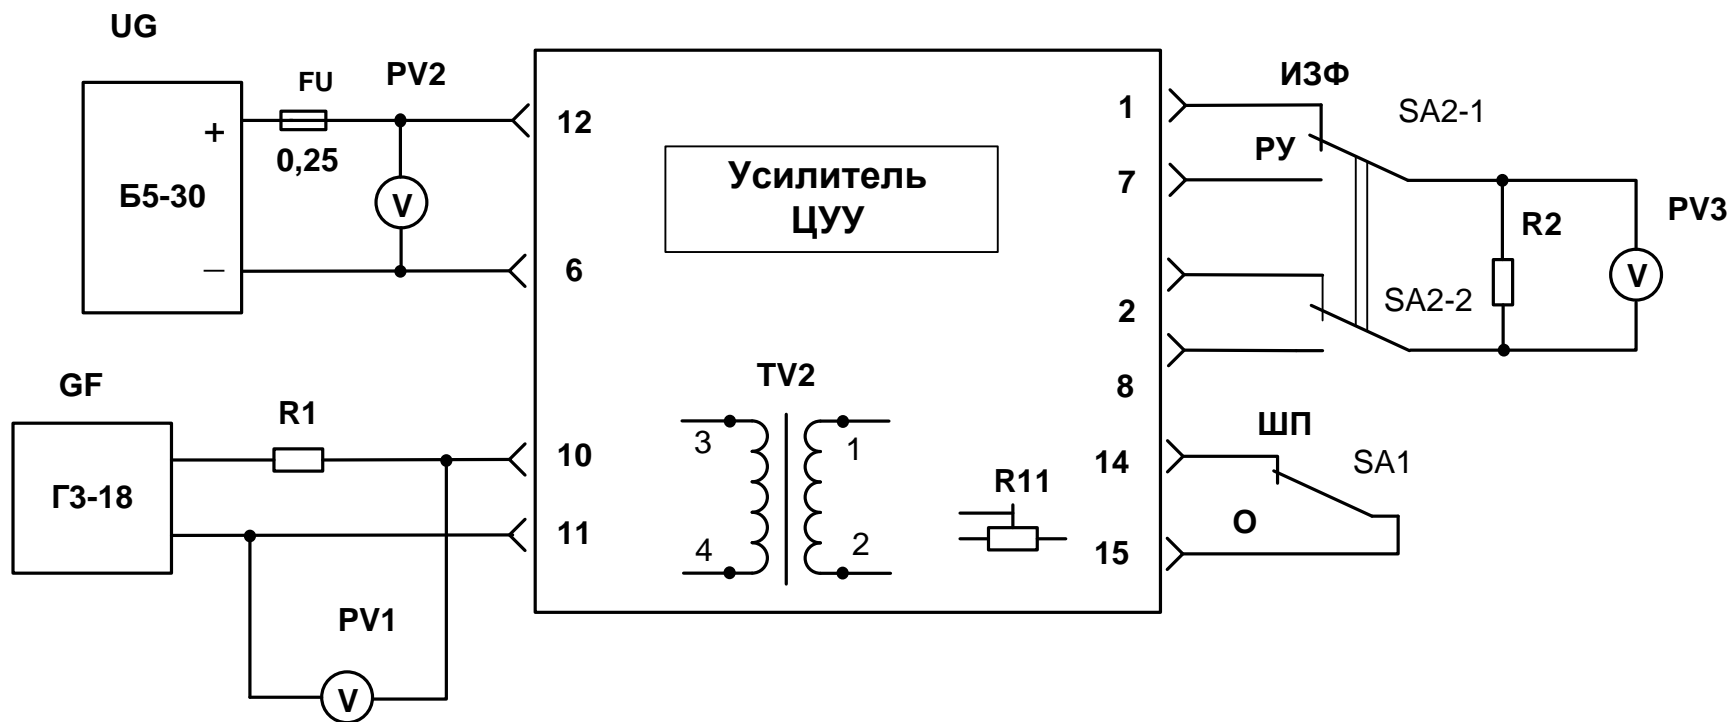 UG
FU
PV2
+
0,25
Б5-30
V
–
12
6
Усилитель
ЦУУ
1
7
2
8
ИЗФ
SA2-1
РУ
PV3
R2
V
SA2-2
GF
R1
Г3-18
10
11
PV1
V
TV2
3
1
4
2
R11
14
15
ШП
SA1
О